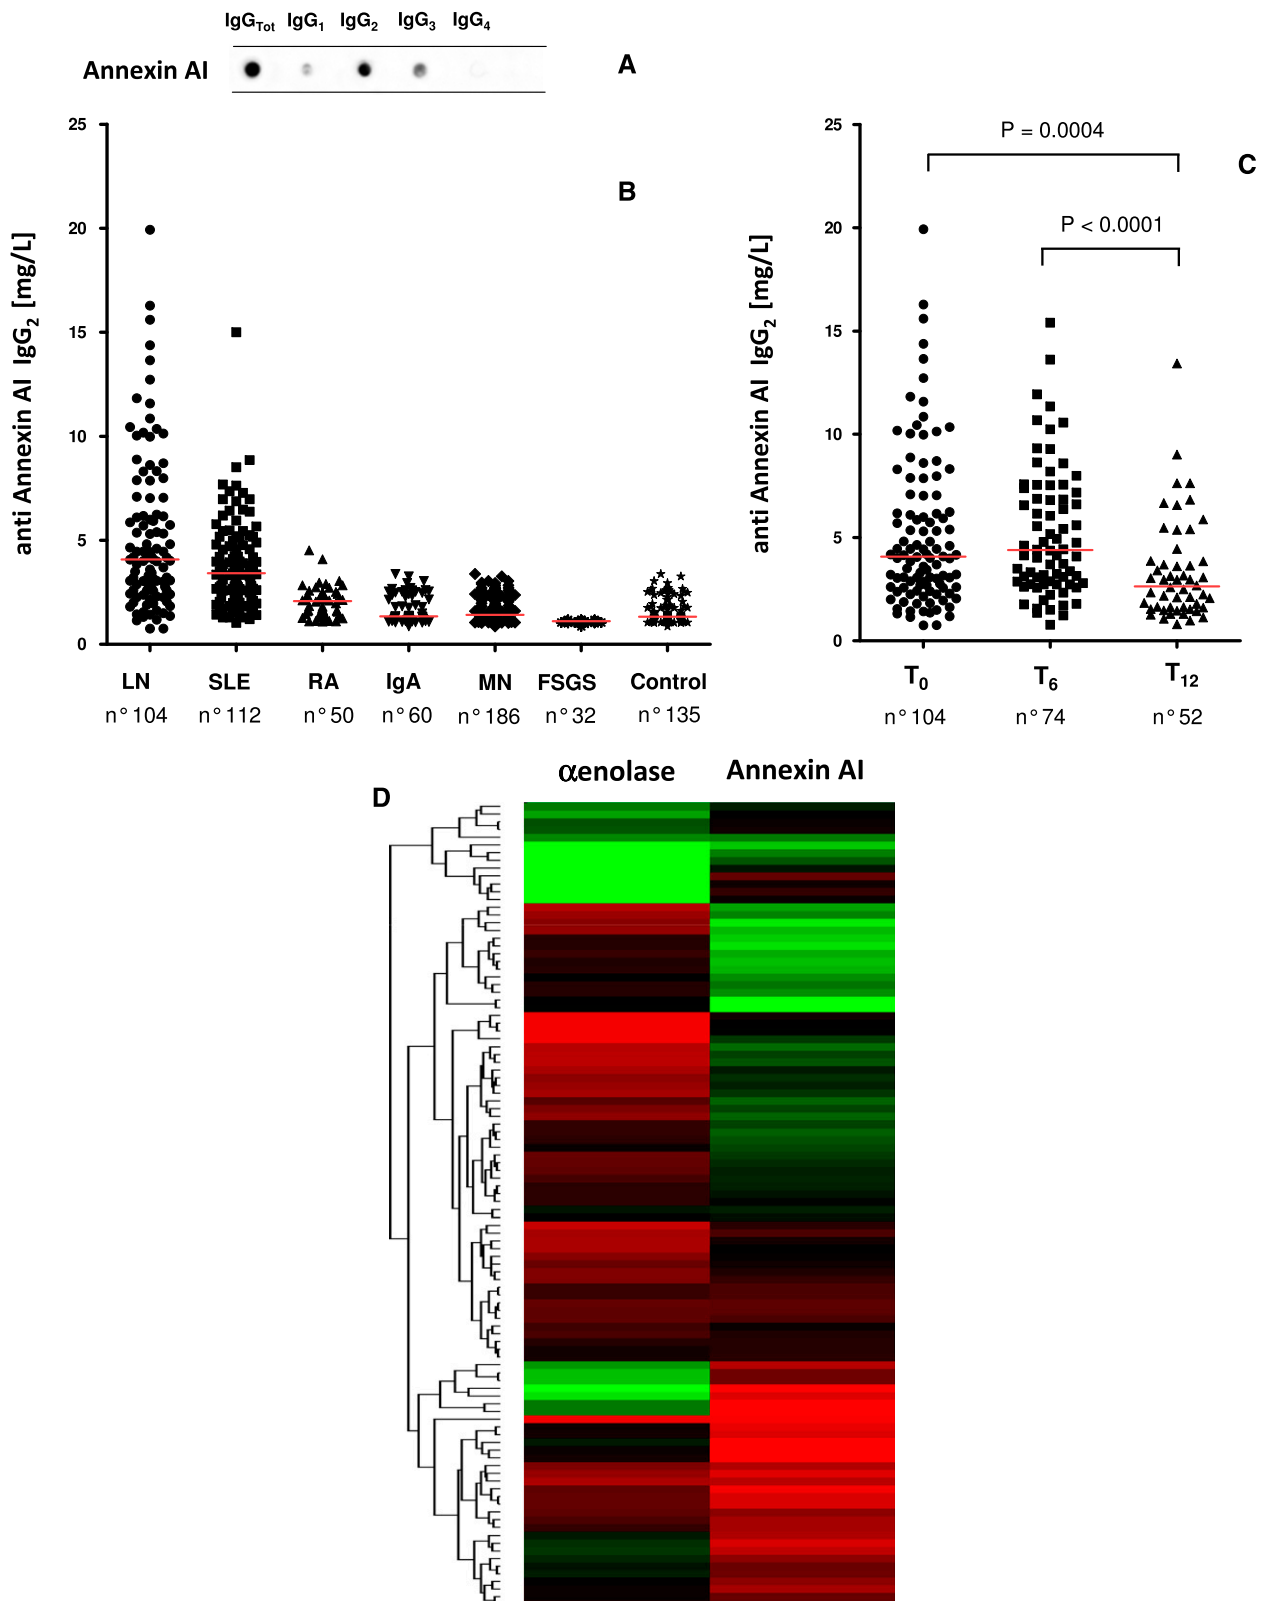 IgGTot IgG1 IgG2 IgG3 IgG4
Annexin AI
A
B
anti Annexin AI IgG2 [mg/L]
25
20
15
10
5
0
LN SLE RA IgA MN FSGS Control
n°104 n°112 n°50 n°60 n°186 n°32 n°135
C
anti Annexin AI IgG2 [mg/L]
25
20
15
10
5
0
P = 0.0004
P < 0.0001
T0 T6 T12
n°104 n°74 n°52
D
αenolase Annexin AI